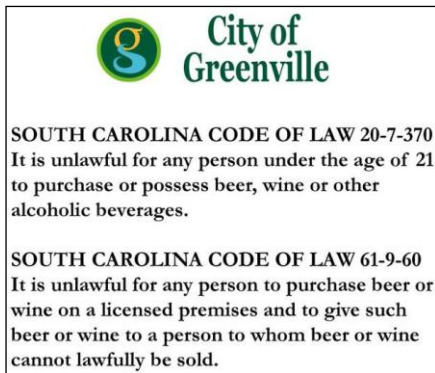 City of
Greenville
SOUTH CAROLINA CODE OF LAW 20-7-370
It is unlawful for any person under the age of 21
to purchase or possess beer, wine or other
alcoholic beverages.
SOUTH CAROLINA CODE OF LAW 61-9-60
It is unlawful for any person to purchase beer or
wine on a licensed premises and to give such
beer or wine to a person to whom beer or wine
cannot lawfully be sold.